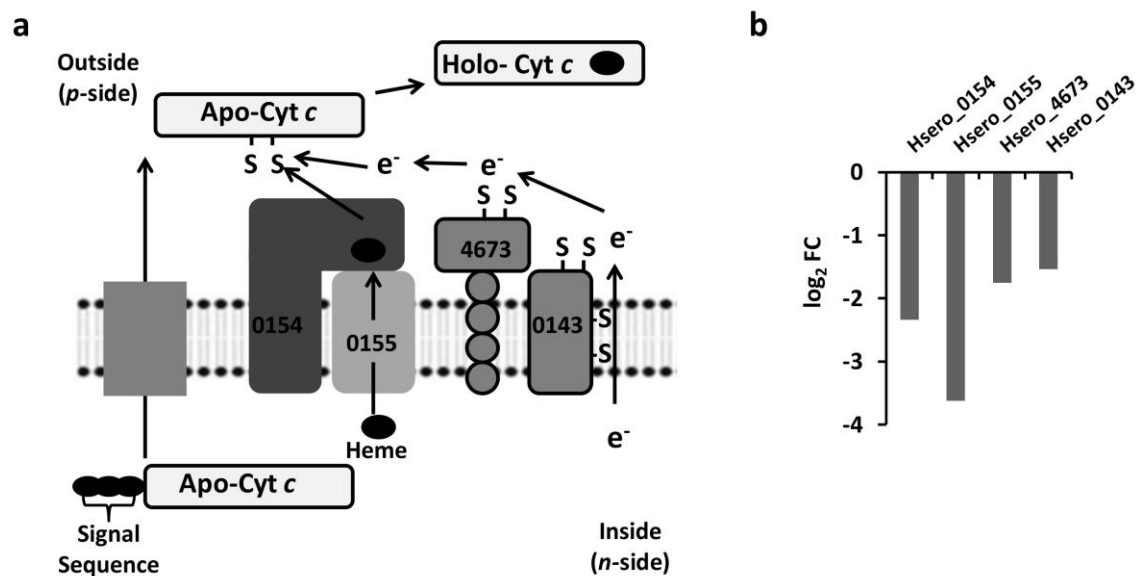 a
Outside
(p-side)
Apo-Cyt c
Holo- Cyt c
S S
e-
e-
S S
e-
4673
S S
0154
0155
0143
-S
-S
Heme
e-
Apo-Cyt c
Signal
Sequence
Inside
(n-side)
b
Hsero_0154
Hsero_0155
Hsero_4673
Hsero_0143
log2 FC
0
-1
-2
-3
-4